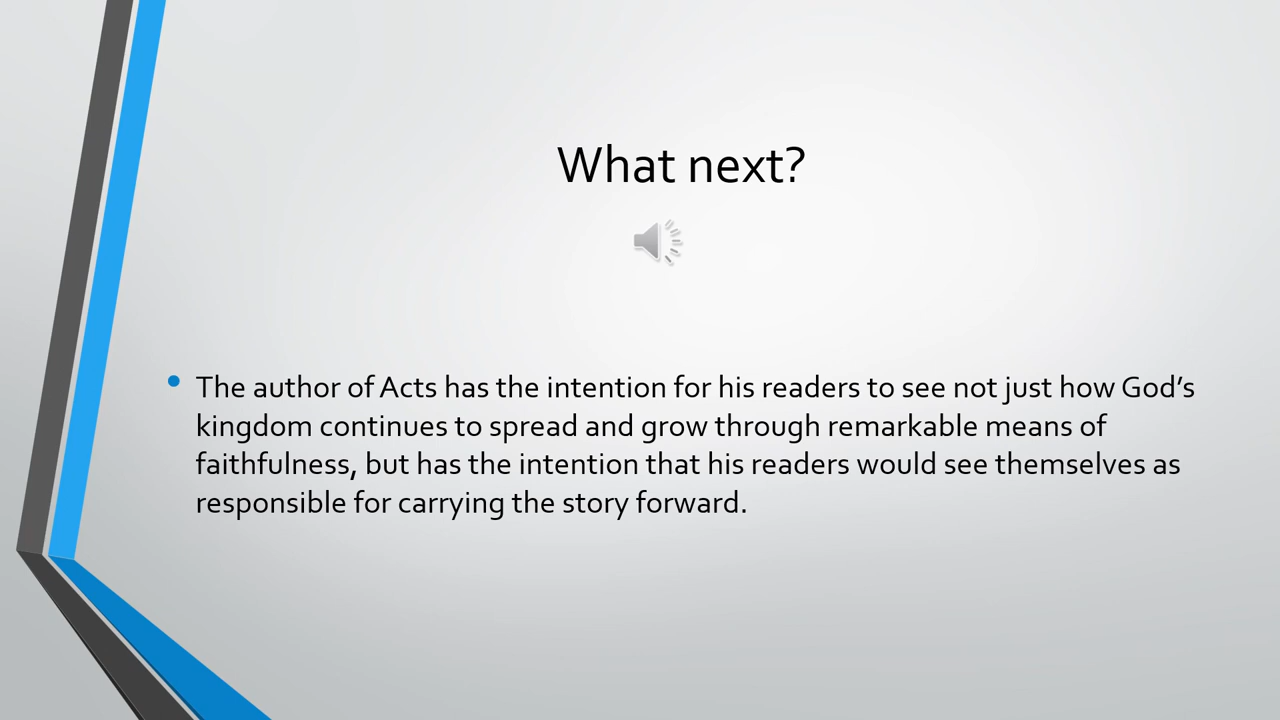 What next?
• The author of Acts has the intention for his readers to see not just how God’s
kingdom continues to spread and grow through remarkable means of
faithfulness, but has the intention that his readers would see themselves as
responsible for carrying the story forward.